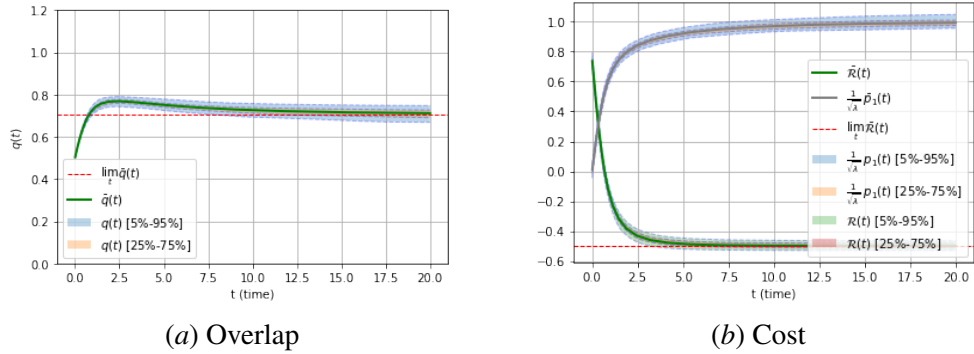 1.2
1.0
0.8
0.6
0.4
0.2
0.0
q(t)
lim_t q̄(t)
q̄(t)
q(t) [5%-95%]
q(t) [25%-75%]
0.0 2.5 5.0 7.5 10.0 12.5 15.0 17.5 20.0
t (time)
(a) Overlap
1.0
0.8
0.6
0.4
0.2
0.0
−0.2
−0.4
−0.6
R̄(t)
1/√λ p̄₁(t)
lim_t R̄(t)
1/√λ p₁(t) [5%-95%]
1/√λ p₁(t) [25%-75%]
R(t) [5%-95%]
R(t) [25%-75%]
0.0 2.5 5.0 7.5 10.0 12.5 15.0 17.5 20.0
t (time)
(b) Cost